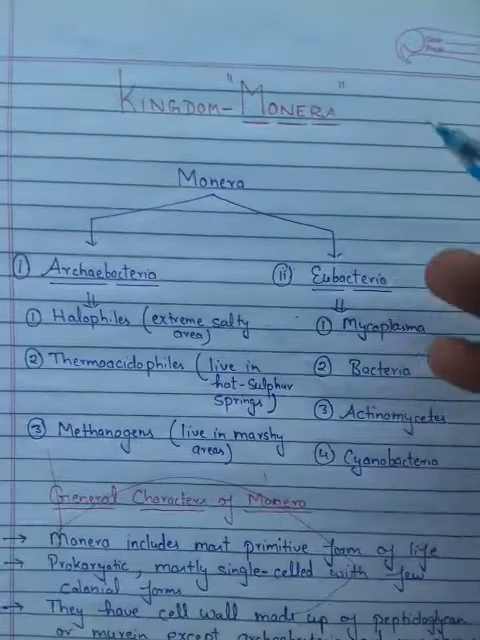 Date
Page
KINGDOM- "MONERA"
Monera
(i) Archaebacteria
(ii) Eubacteria
(1) Halophiles (extreme salty
area)
(2) Thermoacidophiles (live in
hot-sulphur
springs)
(3) Methanogens (live in marshy
areas)
(1) Mycoplasma
(2) Bacteria
(3) Actinomycetes
(4) Cyanobacteria
General Characters of Monera
→ Monera includes most primitive form of life
→ Prokaryotic, mostly single-celled with few
colonial forms
→ They have cell wall made up of peptidoglycan
or murein except